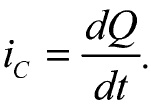 i_C = dQ/dt.